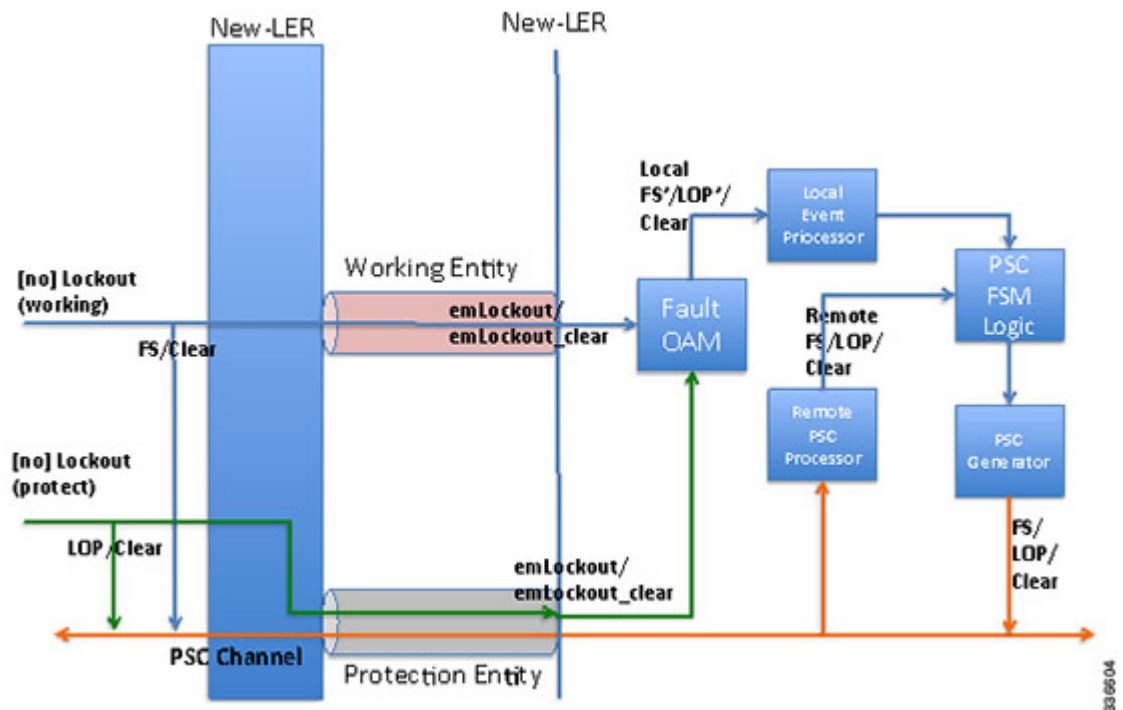 New-LER
New-LER
Local
FS'/LOP'/
Clear
Local
Event
Priocessor
[no] Lockout
(working)
Working Entity
emLockout/
emLockout_clear
FS/Clear
Fault
OAM
PSC
FSM
Logic
Remote
FS/LOP/
Clear
Remote
PSC
Processor
PSC
Generator
[no] Lockout
(protect)
LOP/Clear
emLockout/
emLockout_clear
FS/
LOP/
Clear
PSC Channel
Protection Entity
336604